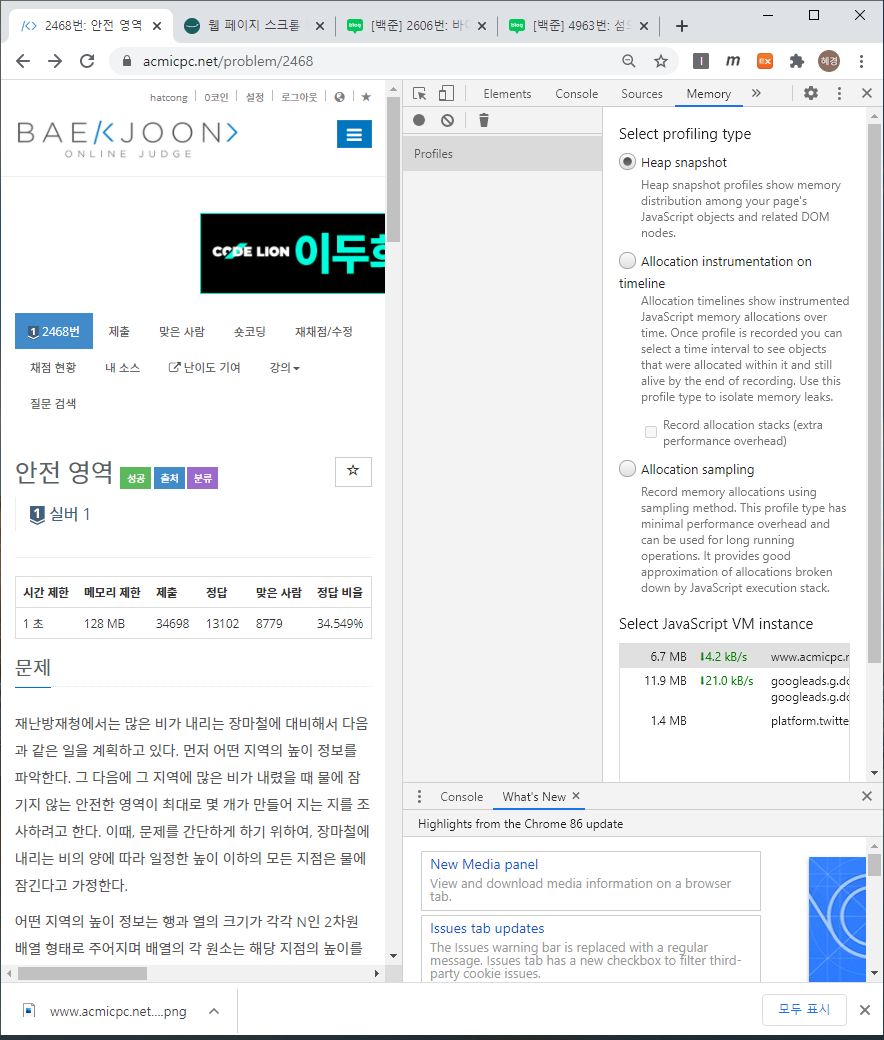 2468번: 안전 영역
웹 페이지 스크롤
[백준] 2606번: 바이
[백준] 4963번: 섬의
acmicpc.net/problem/2468
혜경
hatcong 0코인 설정 로그아웃
BAEKJOON>
ONLINE JUDGE
CODE LION 이두희
1 2468번 제출 맞은 사람 숏코딩 재채점/수정
채점 현황 내 소스 난이도 기여 강의
질문 검색
안전 영역 성공 출처 분류
1 실버 1
시간 제한 메모리 제한 제출 정답 맞은 사람 정답 비율
1 초 128 MB 34698 13102 8779 34.549%
문제
재난방재청에서는 많은 비가 내리는 장마철에 대비해서 다음
과 같은 일을 계획하고 있다. 먼저 어떤 지역의 높이 정보를
파악한다. 그 다음에 그 지역에 많은 비가 내렸을 때 물에 잠
기지 않는 안전한 영역이 최대로 몇 개가 만들어 지는 지를 조
사하려고 한다. 이때, 문제를 간단하게 하기 위하여, 장마철에
내리는 비의 양에 따라 일정한 높이 이하의 모든 지점은 물에
잠긴다고 가정한다.
어떤 지역의 높이 정보는 행과 열의 크기가 각각 N인 2차원
배열 형태로 주어지며 배열의 각 원소는 해당 지점의 높이를
Elements Console Sources Memory »
Profiles
Select profiling type
Heap snapshot
Heap snapshot profiles show memory
distribution among your page's
JavaScript objects and related DOM
nodes.
Allocation instrumentation on
timeline
Allocation timelines show instrumented
JavaScript memory allocations over
time. Once profile is recorded you can
select a time interval to see objects
that were allocated within it and still
alive by the end of recording. Use this
profile type to isolate memory leaks.
Record allocation stacks (extra
performance overhead)
Allocation sampling
Record memory allocations using
sampling method. This profile type has
minimal performance overhead and
can be used for long running
operations. It provides good
approximation of allocations broken
down by JavaScript execution stack.
Select JavaScript VM instance
6.7 MB ⬇4.2 kB/s www.acmicpc.n
11.9 MB ⬇21.0 kB/s googleads.g.do
googleads.g.do
1.4 MB platform.twitte
Console What's New
Highlights from the Chrome 86 update
New Media panel
View and download media information on a browser
tab.
Issues tab updates
The Issues warning bar is replaced with a regular
message. Issues tab has a new checkbox to filter third-
party cookie issues.
www.acmicpc.net....png
모두 표시